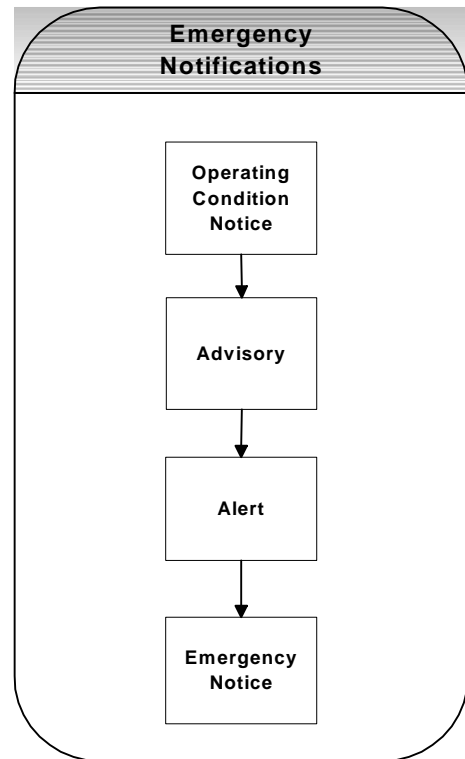 Emergency
Notifications
Operating
Condition
Notice
Advisory
Alert
Emergency
Notice